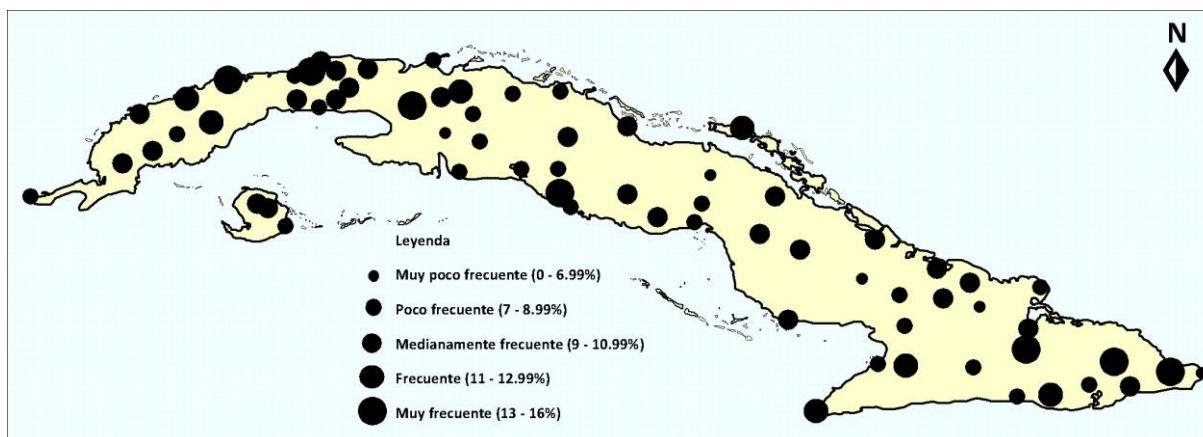 N
Leyenda
Muy poco frecuente (0 - 6.99%)
Poco frecuente (7 - 8.99%)
Medianamente frecuente (9 - 10.99%)
Frecuente (11 - 12.99%)
Muy frecuente (13 - 16%)